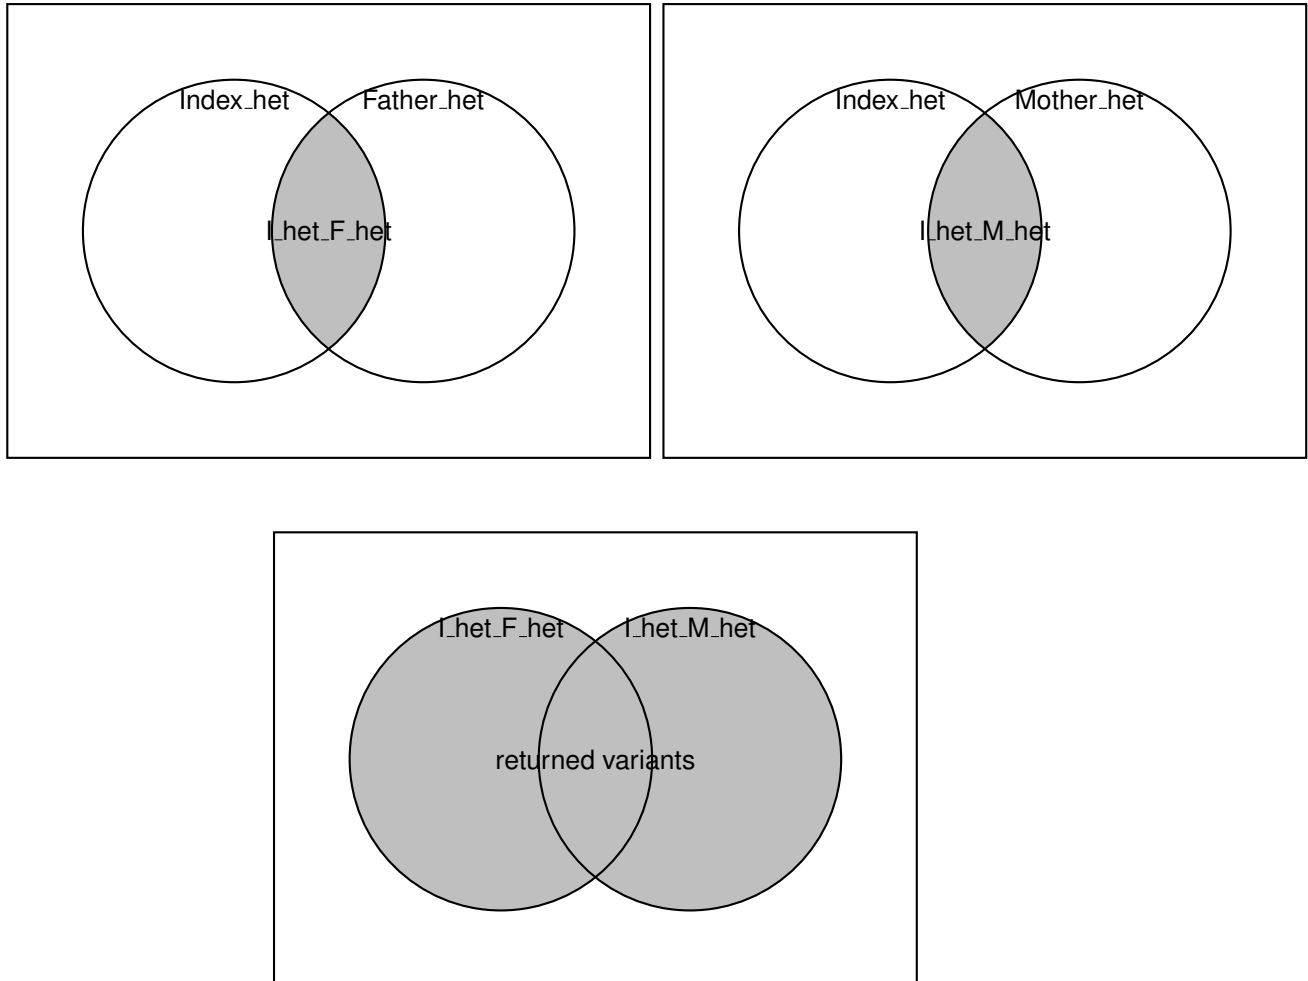 Index_het Father_het
I_het_F_het
Index_het Mother_het
I_het_M_het
I_het_F_het I_het_M_het
returned variants